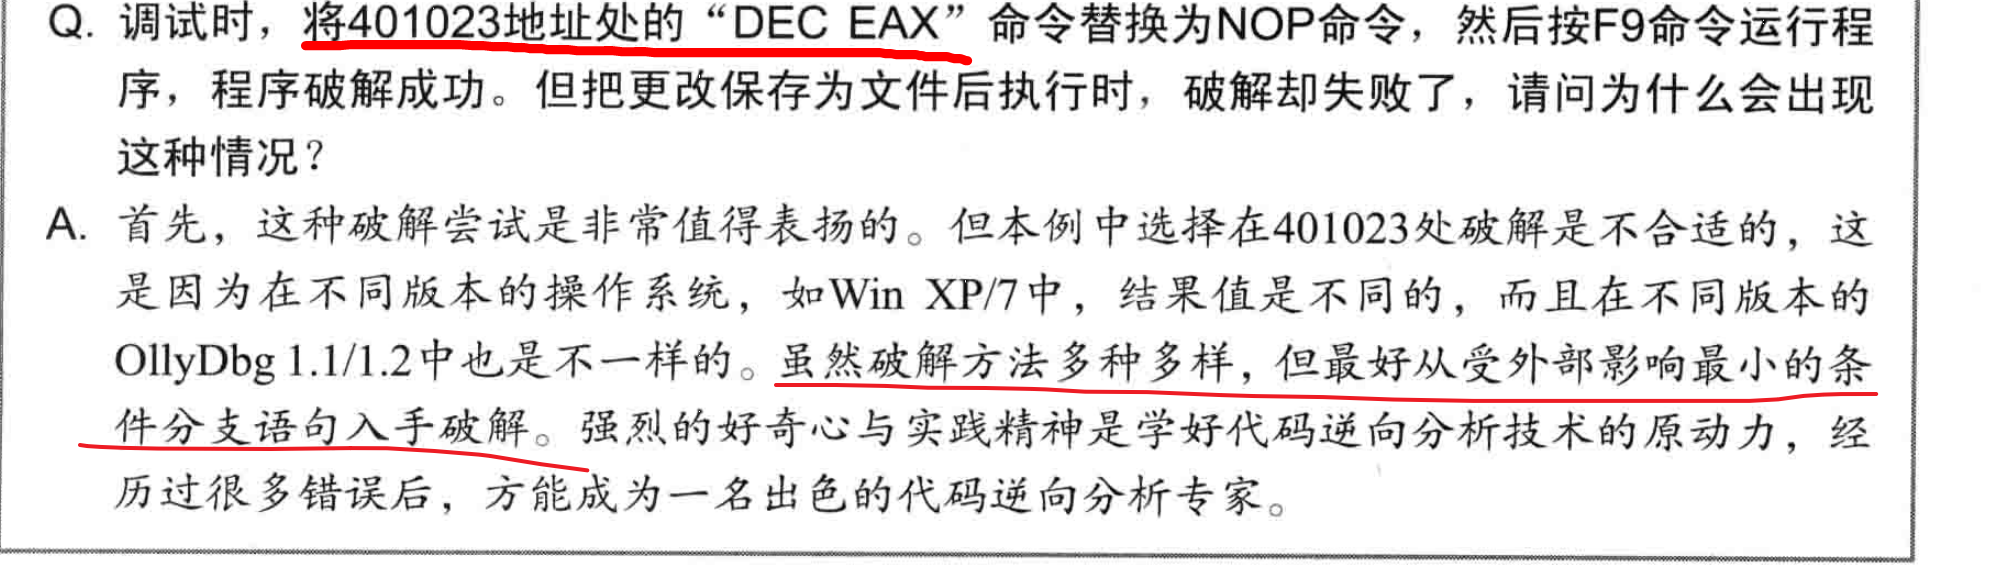 Q. 调试时，将401023地址处的“DEC EAX”命令替换为NOP命令，然后按F9命令运行程
序，程序破解成功。但把更改保存为文件后执行时，破解却失败了，请问为什么会出现
这种情况？
A. 首先，这种破解尝试是非常值得表扬的。但本例中选择在401023处破解是不合适的，这
是因为在不同版本的操作系统，如Win XP/7中，结果值是不同的，而且在不同版本的
OllyDbg 1.1/1.2中也是不一样的。虽然破解方法多种多样，但最好从受外部影响最小的条
件分支语句入手破解。强烈的好奇心与实践精神是学好代码逆向分析技术的原动力，经
历过很多错误后，方能成为一名出色的代码逆向分析专家。